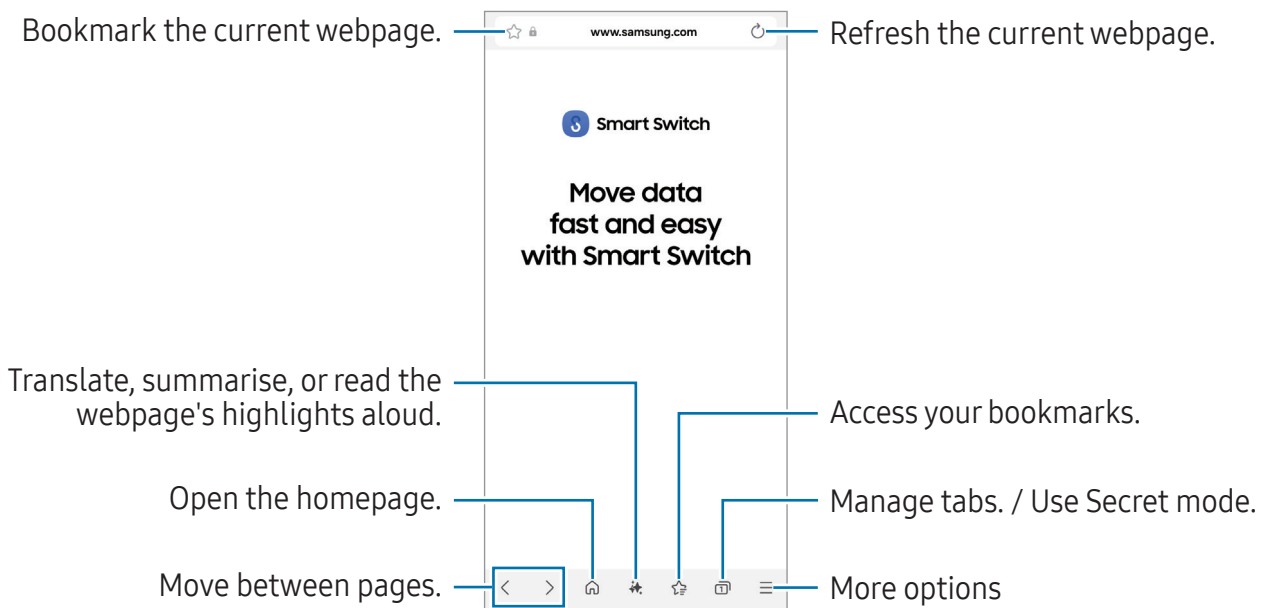 Bookmark the current webpage.
www.samsung.com
Refresh the current webpage.
Smart Switch
Move data
fast and easy
with Smart Switch
Translate, summarise, or read the
webpage's highlights aloud.
Access your bookmarks.
Open the homepage.
Manage tabs. / Use Secret mode.
Move between pages.
1
More options